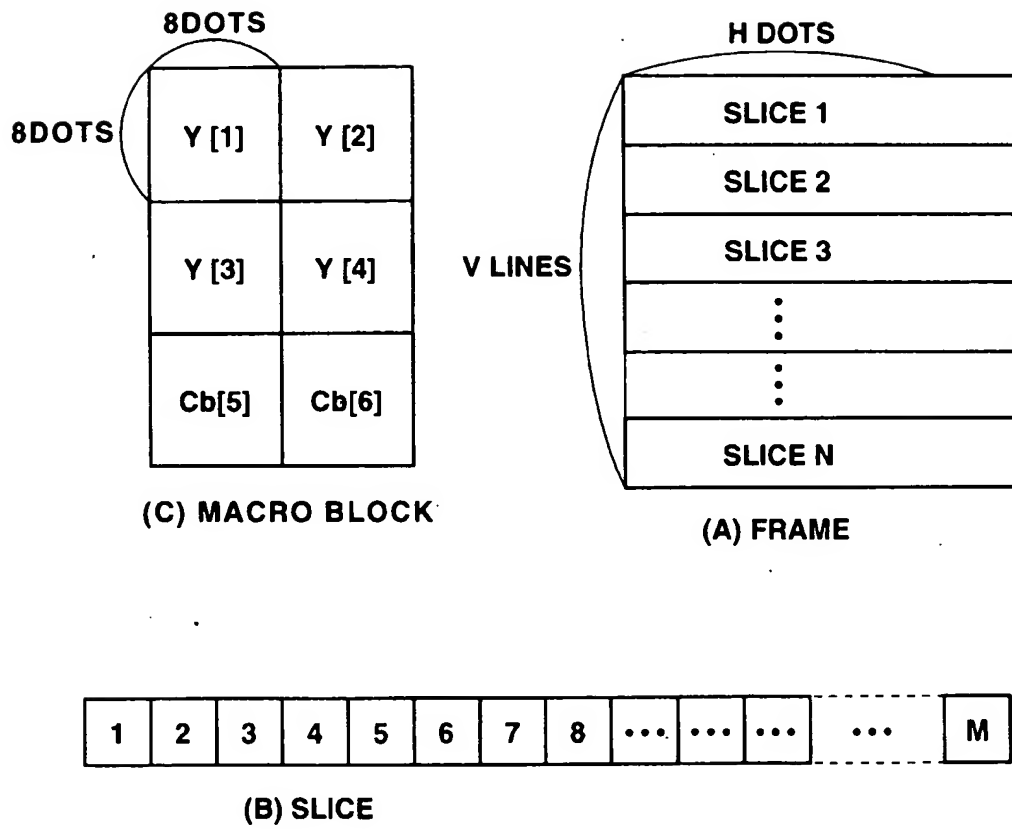 8DOTS
8DOTS
Y [1] Y [2]
Y [3] Y [4]
Cb[5] Cb[6]
(C) MACRO BLOCK
H DOTS
V LINES
SLICE 1
SLICE 2
SLICE 3
SLICE N
(A) FRAME
1 2 3 4 5 6 7 8 ••• ••• ••• ••• M
(B) SLICE